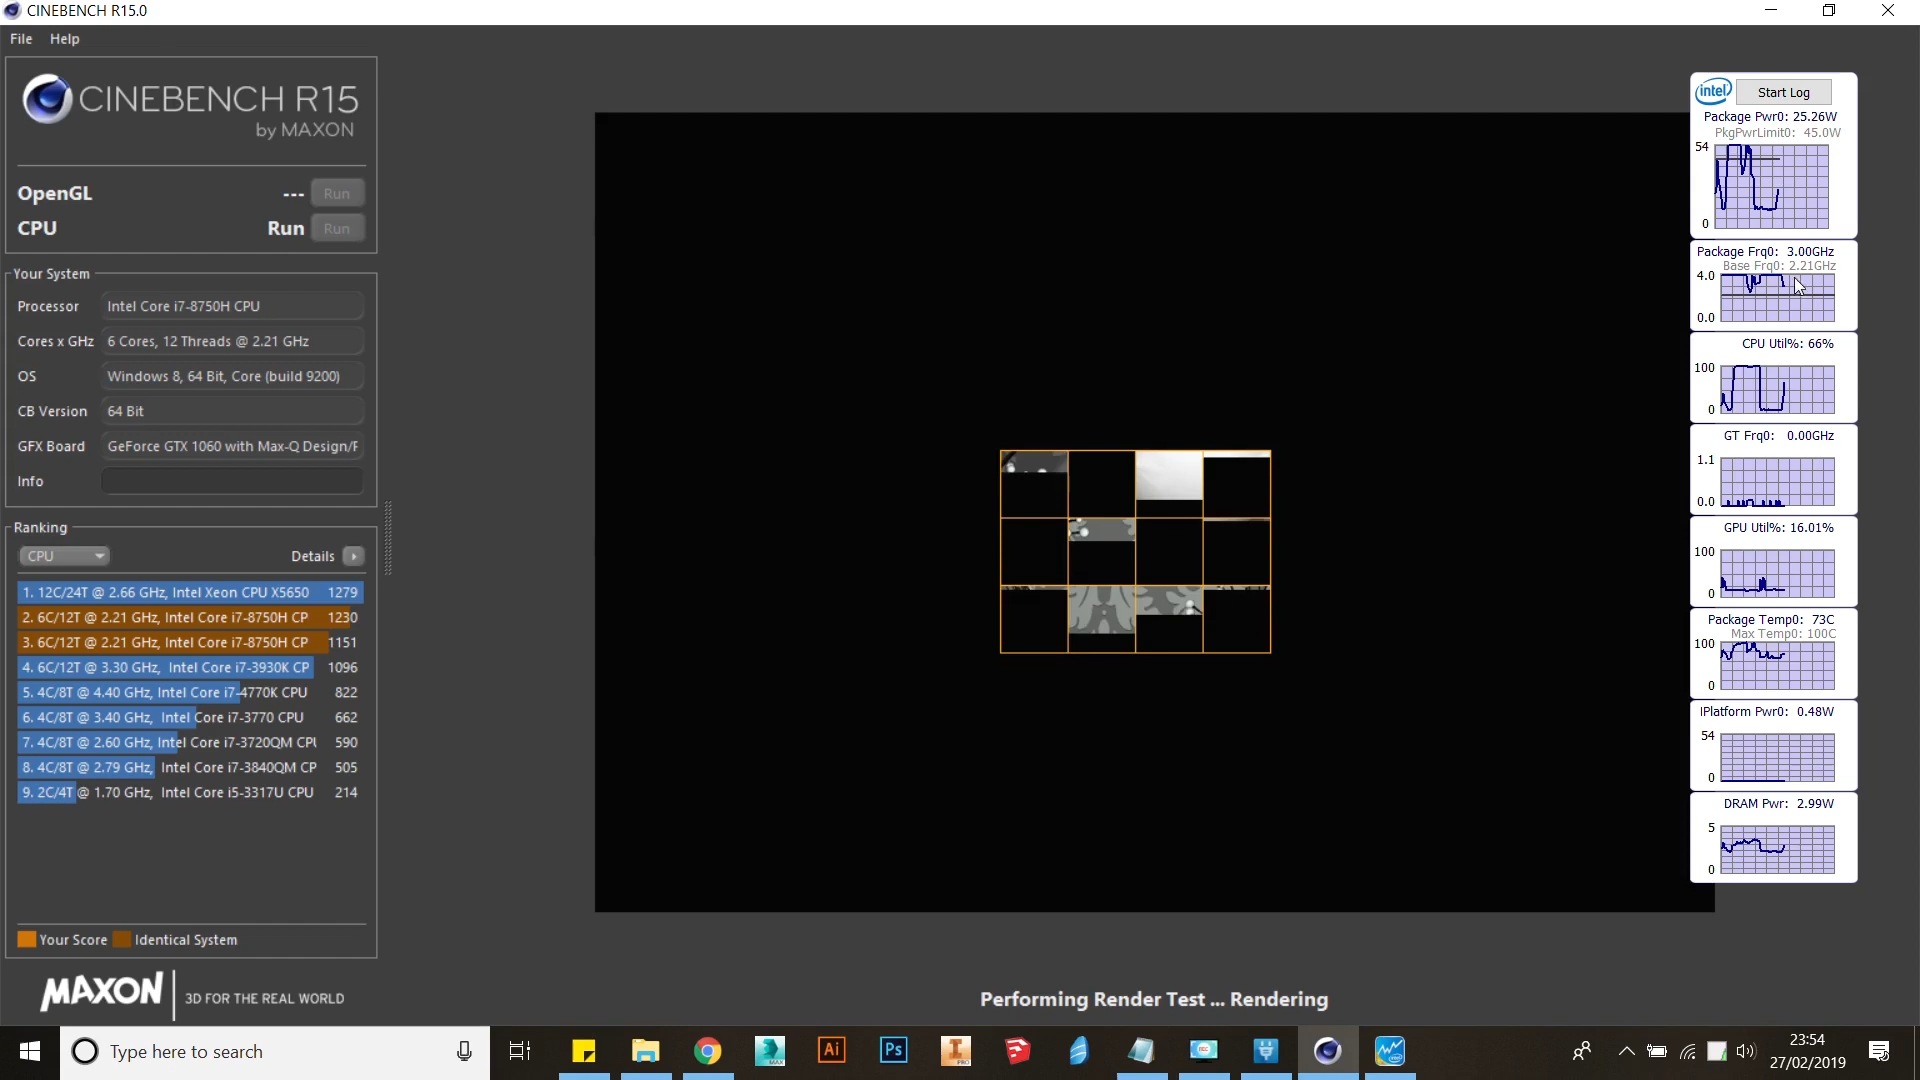 CINEBENCH R15.0
File Help
CINEBENCH R15
by MAXON
OpenGL --- Run
CPU Run Run
Your System
Processor Intel Core i7-8750H CPU
Cores x GHz 6 Cores, 12 Threads @ 2.21 GHz
OS Windows 8, 64 Bit, Core (build 9200)
CB Version 64 Bit
GFX Board GeForce GTX 1060 with Max-Q Design/F
Info
Ranking
CPU Details
1. 12C/24T @ 2.66 GHz, Intel Xeon CPU X5650 1279
2. 6C/12T @ 2.21 GHz, Intel Core i7-8750H CP 1230
3. 6C/12T @ 2.21 GHz, Intel Core i7-8750H CP 1151
4. 6C/12T @ 3.30 GHz, Intel Core i7-3930K CP 1096
5. 4C/8T @ 4.40 GHz, Intel Core i7-4770K CPU 822
6. 4C/8T @ 3.40 GHz, Intel Core i7-3770 CPU 662
7. 4C/8T @ 2.60 GHz, Intel Core i7-3720QM CPU 590
8. 4C/8T @ 2.79 GHz, Intel Core i7-3840QM CP 505
9. 2C/4T @ 1.70 GHz, Intel Core i5-3317U CPU 214
Your Score Identical System
MAXON 3D FOR THE REAL WORLD
Performing Render Test ... Rendering
intel Start Log
Package Pwr0: 25.26W
PkgPwrLimit0: 45.0W
54
0
Package Frq0: 3.00GHz
Base Frq0: 2.21GHz
4.0
0.0
CPU Util%: 66%
100
0
GT Frq0: 0.00GHz
1.1
0.0
GPU Util%: 16.01%
100
0
Package Temp0: 73C
Max Temp0: 100C
100
0
IPlatform Pwr0: 0.48W
54
0
DRAM Pwr: 2.99W
5
0
Type here to search
MAX
Ai
Ps
I
PRO
REC
intel
23:54
27/02/2019